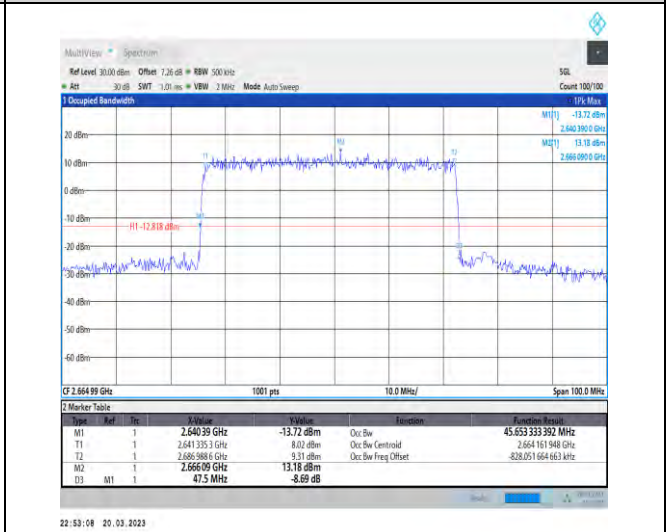 MultiView Spectrum
Ref Level 30.00 dBm Offset 7.26 dB RBW 500 kHz SGL
Att 30 dB SWT 1.01 ms VBW 2 MHz Mode Auto Sweep Count 100/100
1 Occupied Bandwidth 1Pk Max
M1[1] -13.72 dBm
2.640 390 0 GHz
20 dBm M2[1] 13.18 dBm
2.666 090 0 GHz
M2
T1 T2
10 dBm
0 dBm
M1
-10 dBm
H1 -12.818 dBm
-20 dBm
D3
-30 dBm
-40 dBm
-50 dBm
-60 dBm
CF 2.664 99 GHz 1001 pts 10.0 MHz/ Span 100.0 MHz
2 Marker Table
Type Ref Trc X-Value Y-Value Function Function Result
M1 1 2.640 39 GHz -13.72 dBm Occ Bw 45.653 333 392 MHz
T1 1 2.641 335 3 GHz 8.02 dBm Occ Bw Centroid 2.664 161 948 GHz
T2 1 2.686 988 6 GHz 9.31 dBm Occ Bw Freq Offset -828.051 664 663 kHz
M2 1 2.666 09 GHz 13.18 dBm
D3 M1 1 47.5 MHz -8.69 dB
22:53:08 20.03.2023